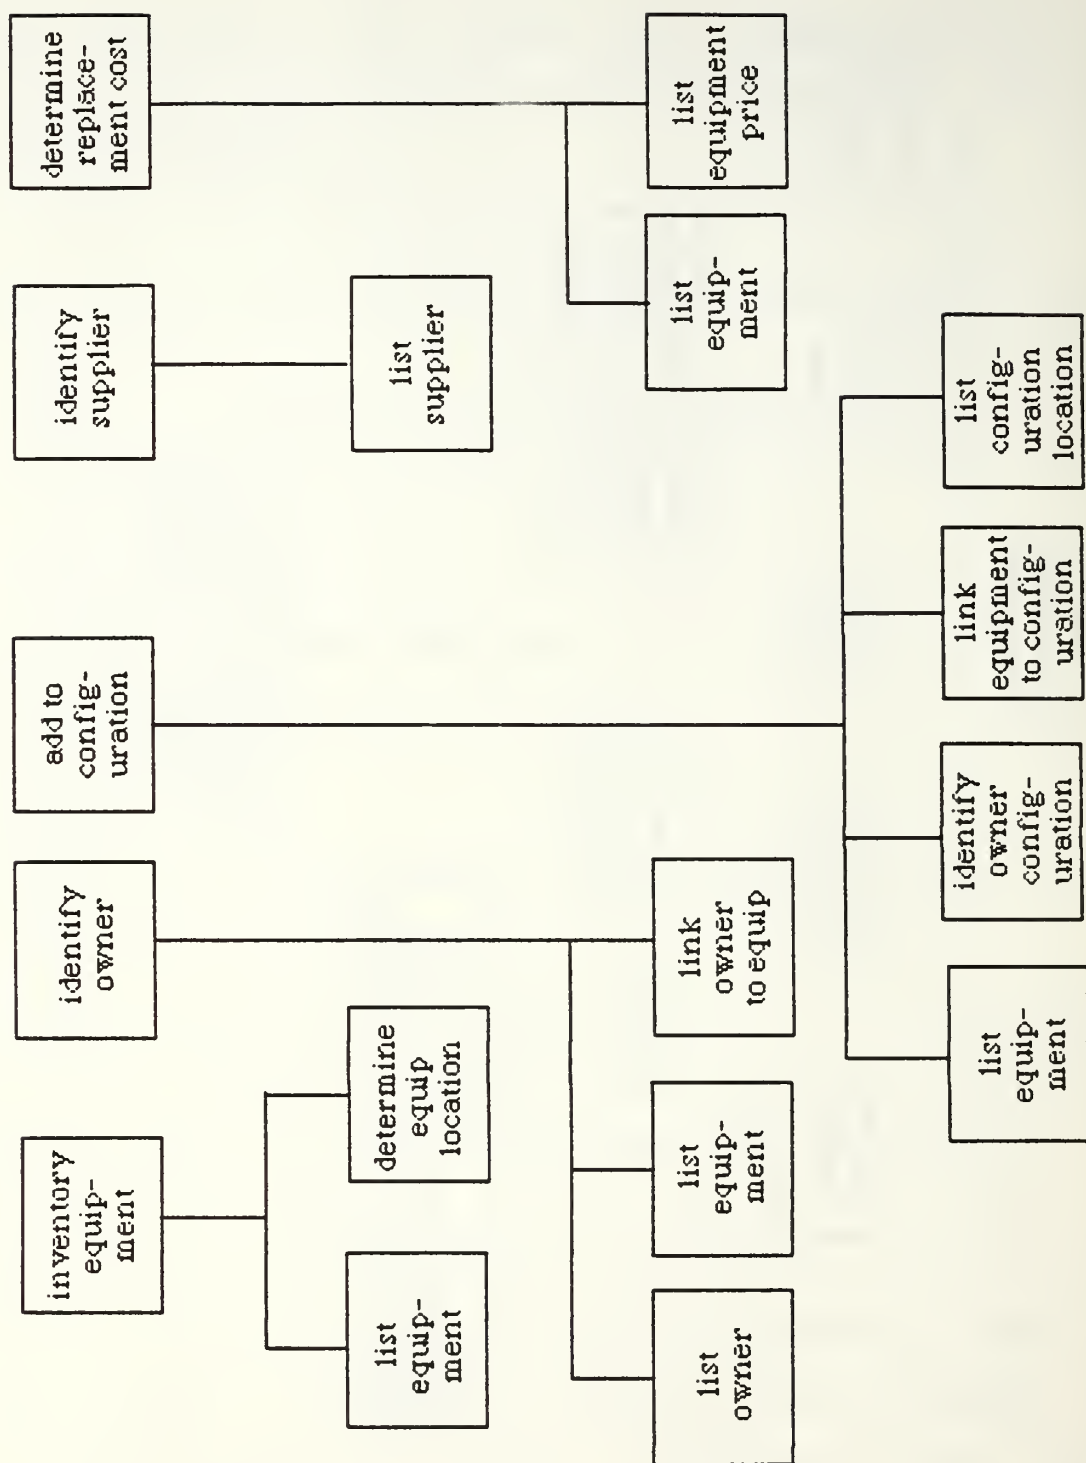 inventory
equip-
ment
identify
owner
add to
config-
uration
identify
supplier
determine
replace-
ment cost
list
equip-
ment
determine
equip
location
list
supplier
list
owner
list
equip-
ment
link
owner
to equip
list
equip-
ment
list
equipment
price
list
equip-
ment
identify
owner
config-
uration
link
equipment
to config-
uration
list
config-
uration
location